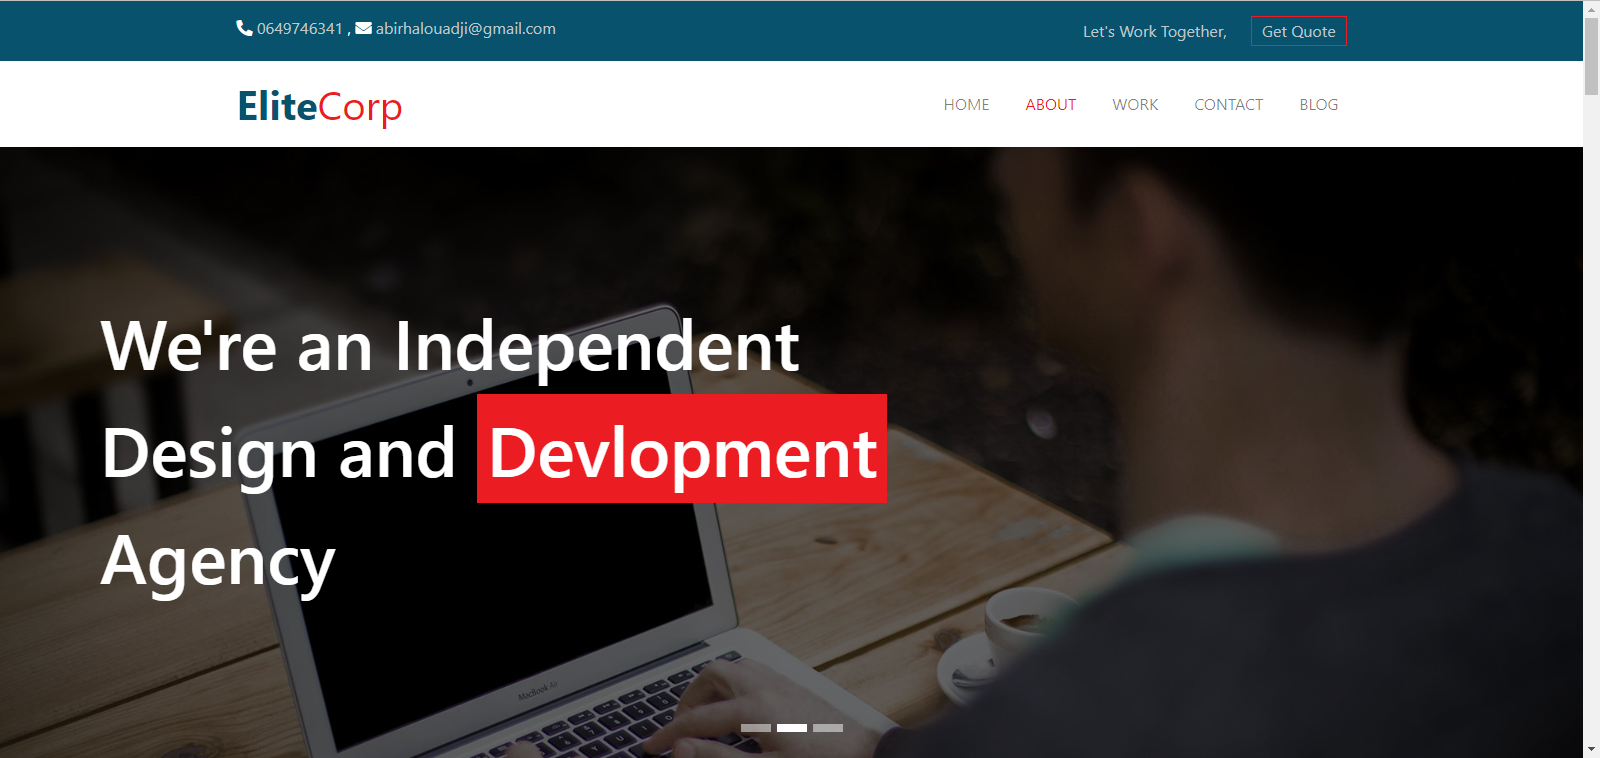 0649746341 , abirhalouadji@gmail.com
Let's Work Together,
Get Quote
EliteCorp
HOME ABOUT WORK CONTACT BLOG
We're an Independent
Design and Devlopment
Agency
MacBook Air